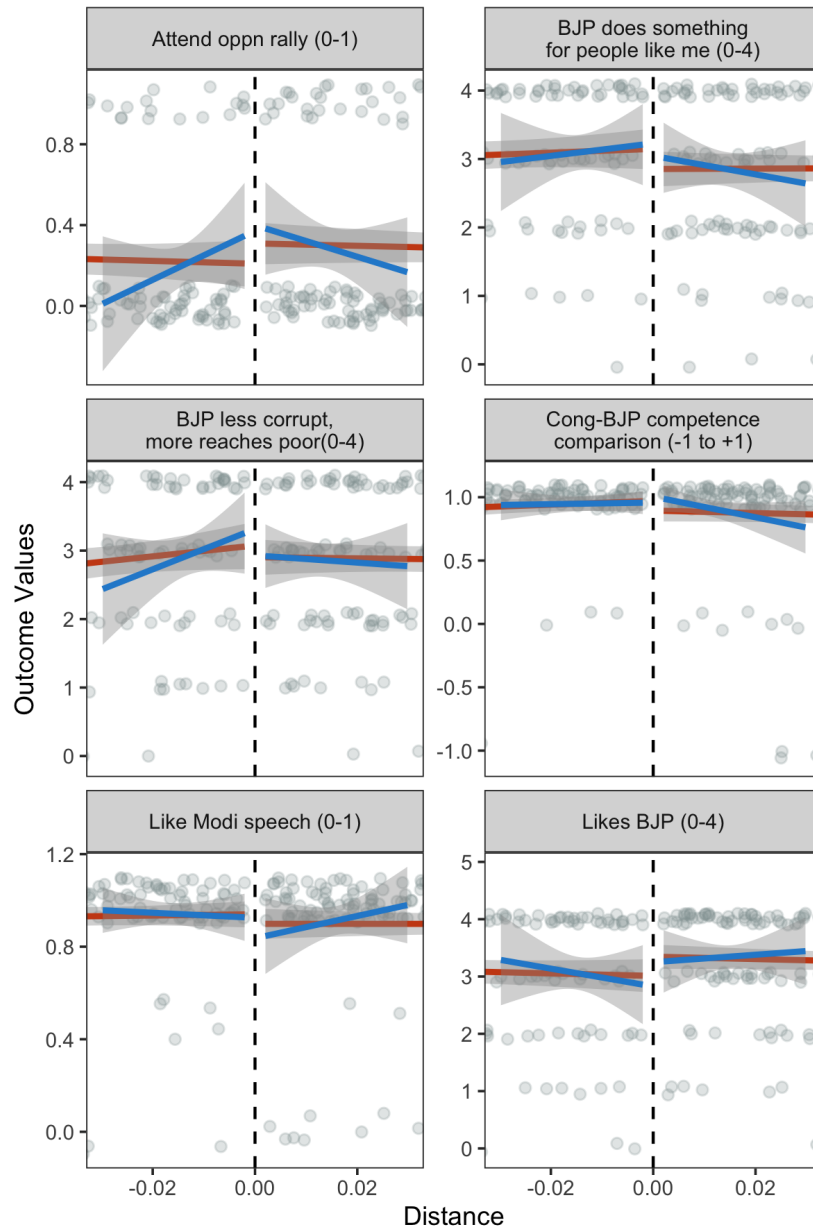 Attend oppn rally (0-1)
BJP does something
for people like me (0-4)
0.8
0.4
0.0
4
3
2
1
0
BJP less corrupt,
more reaches poor(0-4)
Cong-BJP competence
comparison (-1 to +1)
4
3
2
1
0
1.0
0.5
0.0
-0.5
-1.0
Outcome Values
Like Modi speech (0-1)
Likes BJP (0-4)
1.2
0.8
0.4
0.0
5
4
3
2
1
0
-0.02 0.00 0.02
-0.02 0.00 0.02
Distance